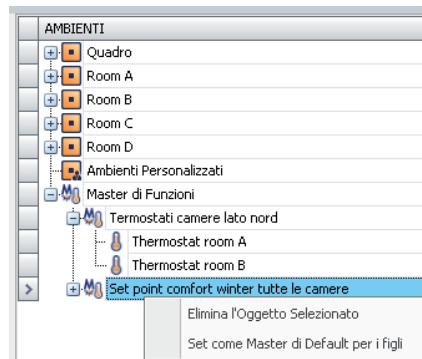 AMBIENTI
Quadro
Room A
Room B
Room C
Room D
Ambienti Personalizzati
Master di Funzioni
Termostati camere lato nord
Thermostat room A
Thermostat room B
Set point comfort winter tutte le camere
Elimina l'Oggetto Selezionato
Set come Master di Default per i figli